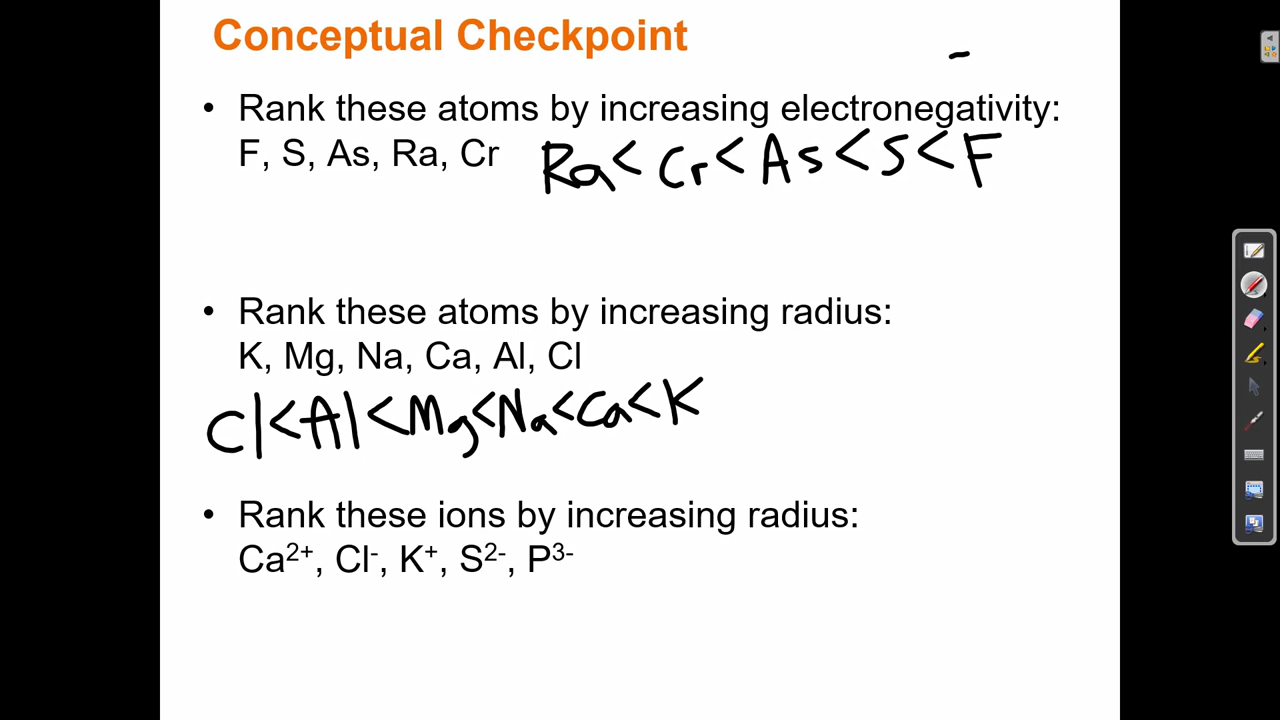 Conceptual Checkpoint
• Rank these atoms by increasing electronegativity:
F, S, As, Ra, Cr Ra < Cr < As < S < F
• Rank these atoms by increasing radius:
K, Mg, Na, Ca, Al, Cl
Cl < Al < Mg < Na < Ca < K
• Rank these ions by increasing radius:
Ca²⁺, Cl⁻, K⁺, S²⁻, P³⁻